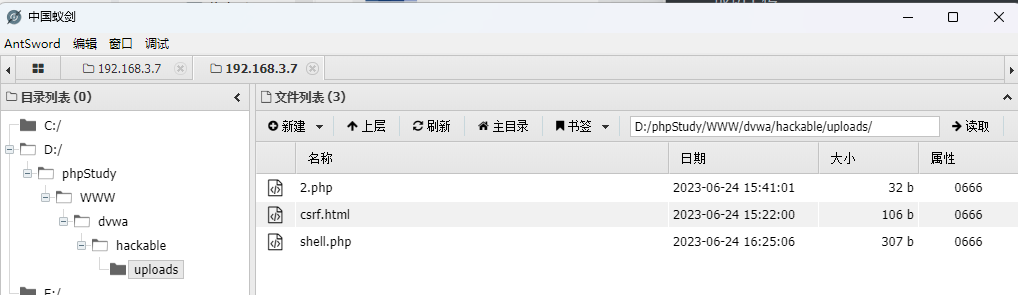 中国蚁剑
AntSword 编辑 窗口 调试
192.168.3.7 192.168.3.7
目录列表 (0)
文件列表 (3)
新建 上层 刷新 主目录 书签 D:/phpStudy/WWW/dvwa/hackable/uploads/ 读取
C:/
D:/
phpStudy
WWW
dvwa
hackable
uploads
名称 日期 大小 属性
2.php 2023-06-24 15:41:01 32 b 0666
csrf.html 2023-06-24 15:22:00 106 b 0666
shell.php 2023-06-24 16:25:06 307 b 0666